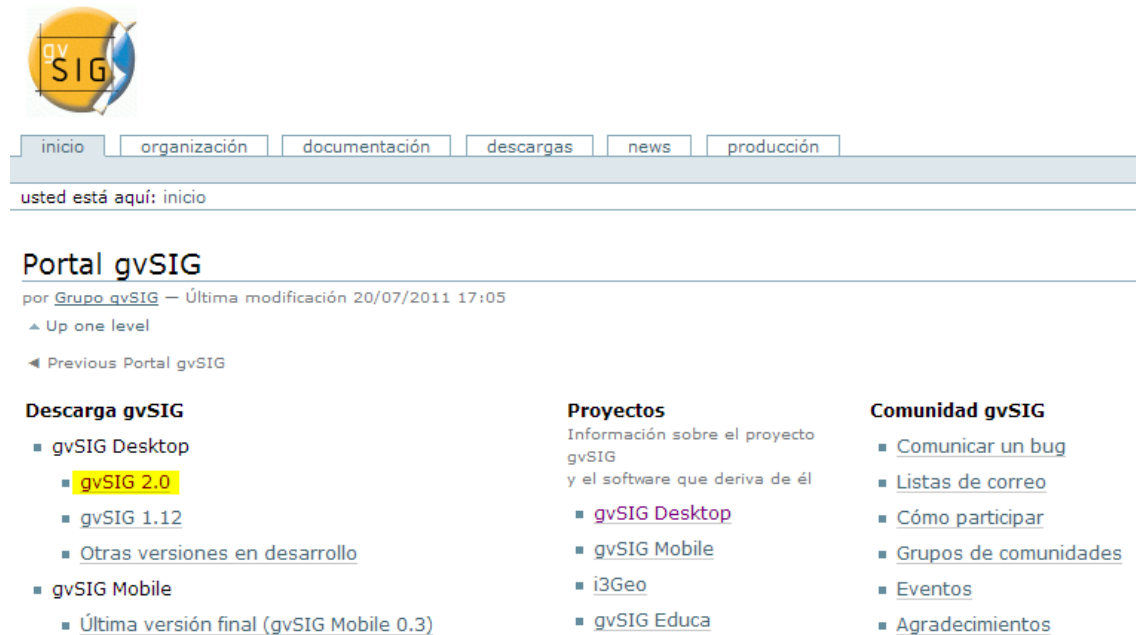 gv
SIG
inicio organización documentación descargas news producción
usted está aquí: inicio
Portal gvSIG
por Grupo gvSIG — Última modificación 20/07/2011 17:05
Up one level
Previous Portal gvSIG
Descarga gvSIG
gvSIG Desktop
gvSIG 2.0
gvSIG 1.12
Otras versiones en desarrollo
gvSIG Mobile
Última versión final (gvSIG Mobile 0.3)
Proyectos
Información sobre el proyecto
gvSIG
y el software que deriva de él
gvSIG Desktop
gvSIG Mobile
i3Geo
gvSIG Educa
Comunidad gvSIG
Comunicar un bug
Listas de correo
Cómo participar
Grupos de comunidades
Eventos
Agradecimientos